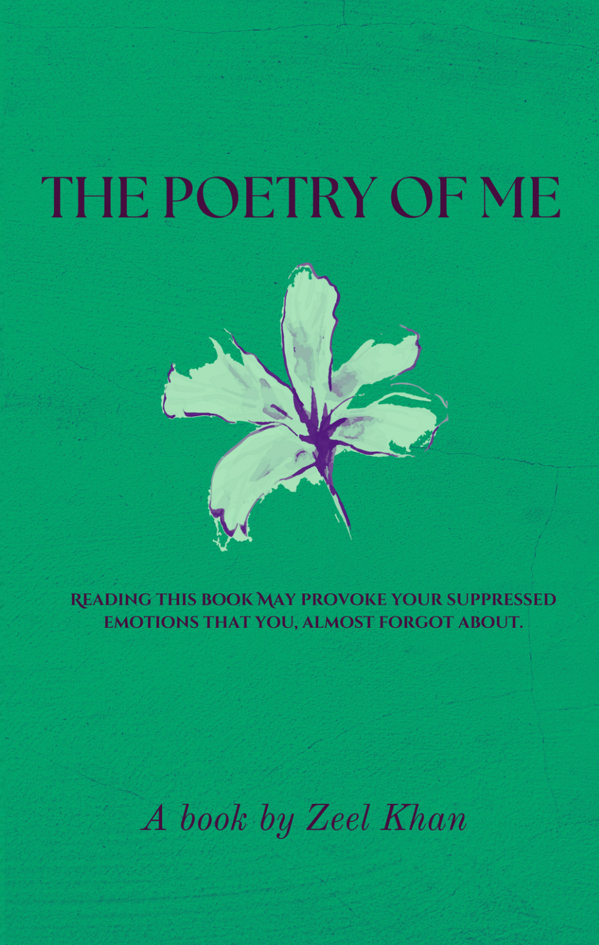 THE POETRY OF ME
READING THIS BOOK MAY PROVOKE YOUR SUPPRESSED
EMOTIONS THAT YOU, ALMOST FORGOT ABOUT.
A book by Zeel Khan